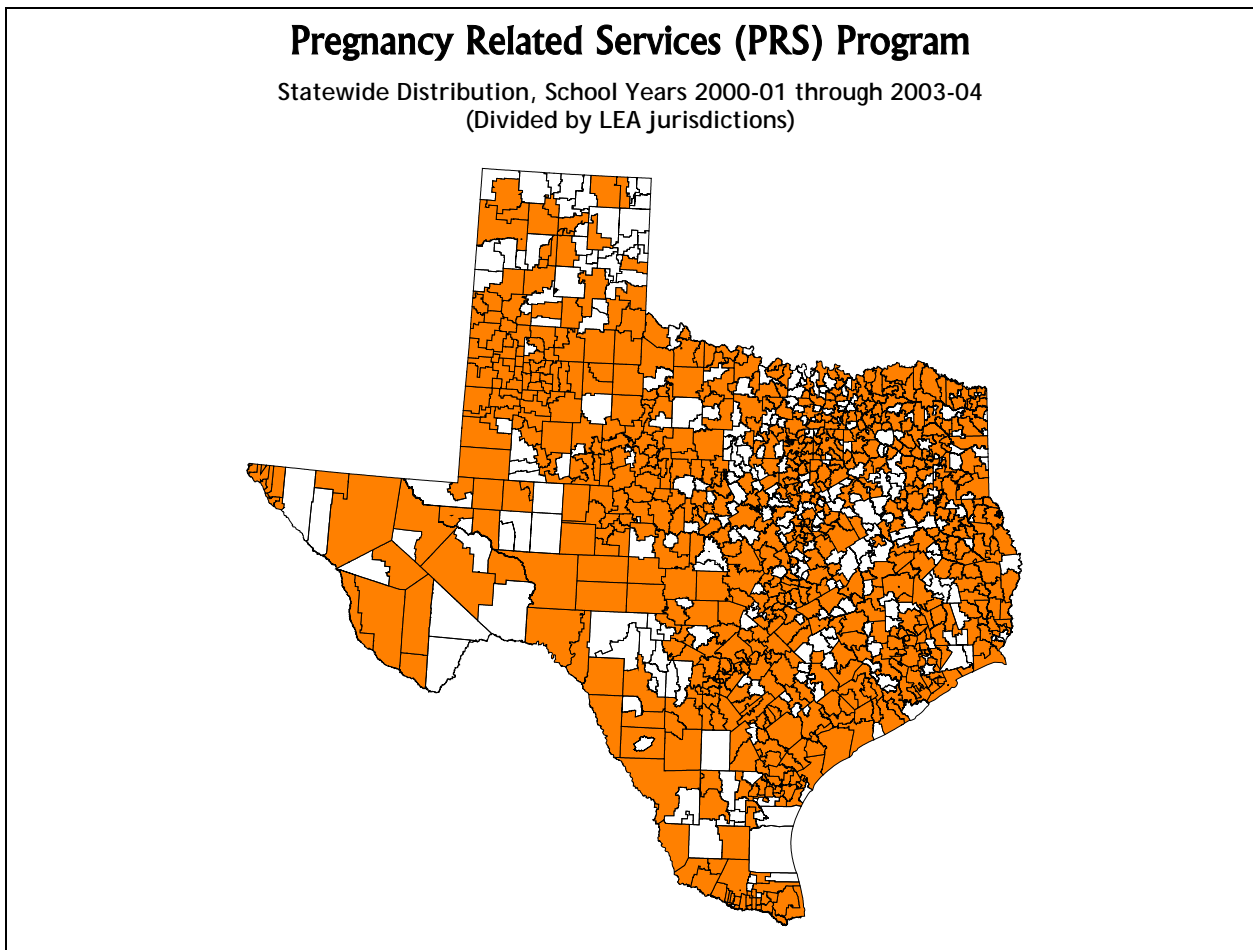 Pregnancy Related Services (PRS) Program
Statewide Distribution, School Years 2000-01 through 2003-04
(Divided by LEA jurisdictions)